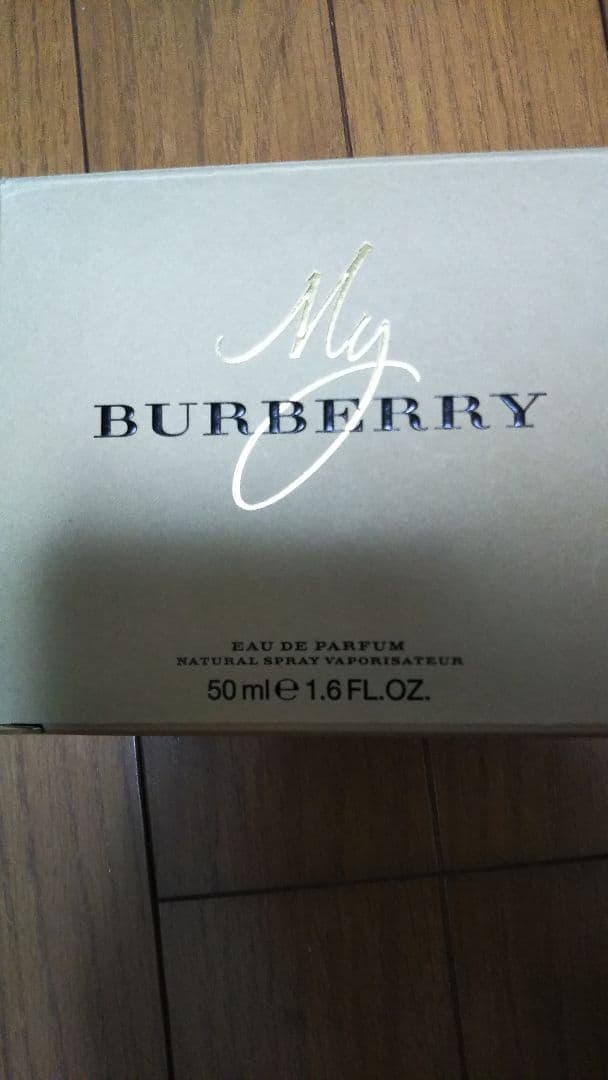 My
BURBERRY
EAU DE PARFUM
NATURAL SPRAY VAPORISATEUR
50 ml ℮ 1.6 FL.OZ.